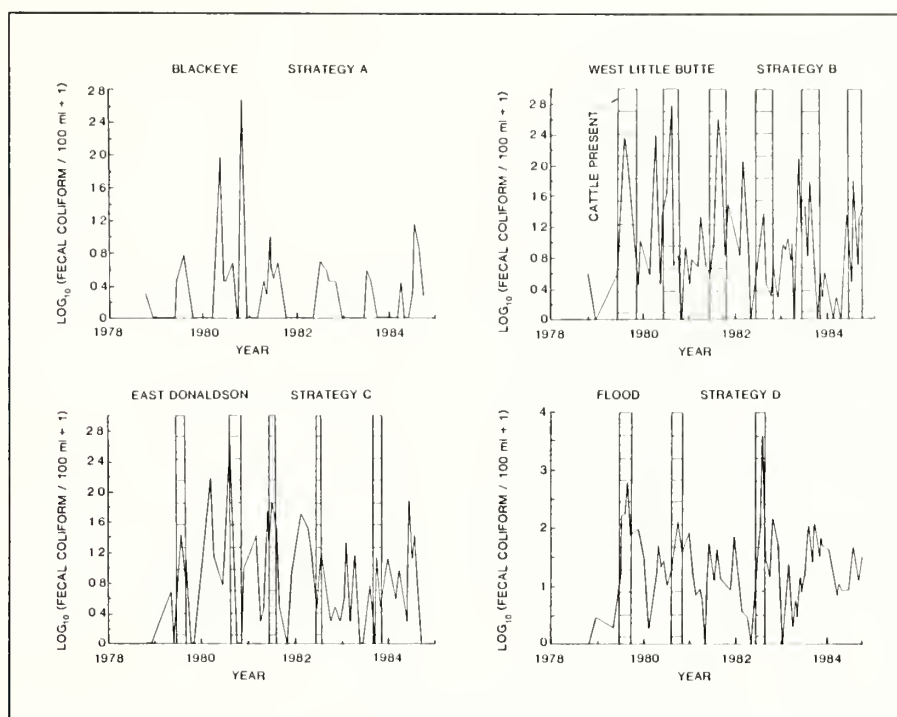 BLACKEYE STRATEGY A
LOG10 (FECAL COLIFORM / 100 ml + 1)
2 8
2 4
2 0
1 6
1 2
0 8
0 4
0
1978 1980 1982 1984
YEAR
WEST LITTLE BUTTE STRATEGY B
CATTLE PRESENT
LOG10 (FECAL COLIFORM / 100 ml + 1)
2 8
2 4
2 0
1 6
1 2
0 8
0 4
0
1978 1980 1982 1984
YEAR
EAST DONALDSON STRATEGY C
LOG10 (FECAL COLIFORM / 100 ml + 1)
2 8
2 4
2 0
1 6
1 2
0 8
0 4
0
1978 1980 1982 1984
YEAR
FLOOD STRATEGY D
LOG10 (FECAL COLIFORM / 100 ml + 1)
4
3
2
1
0
1978 1980 1982 1984
YEAR